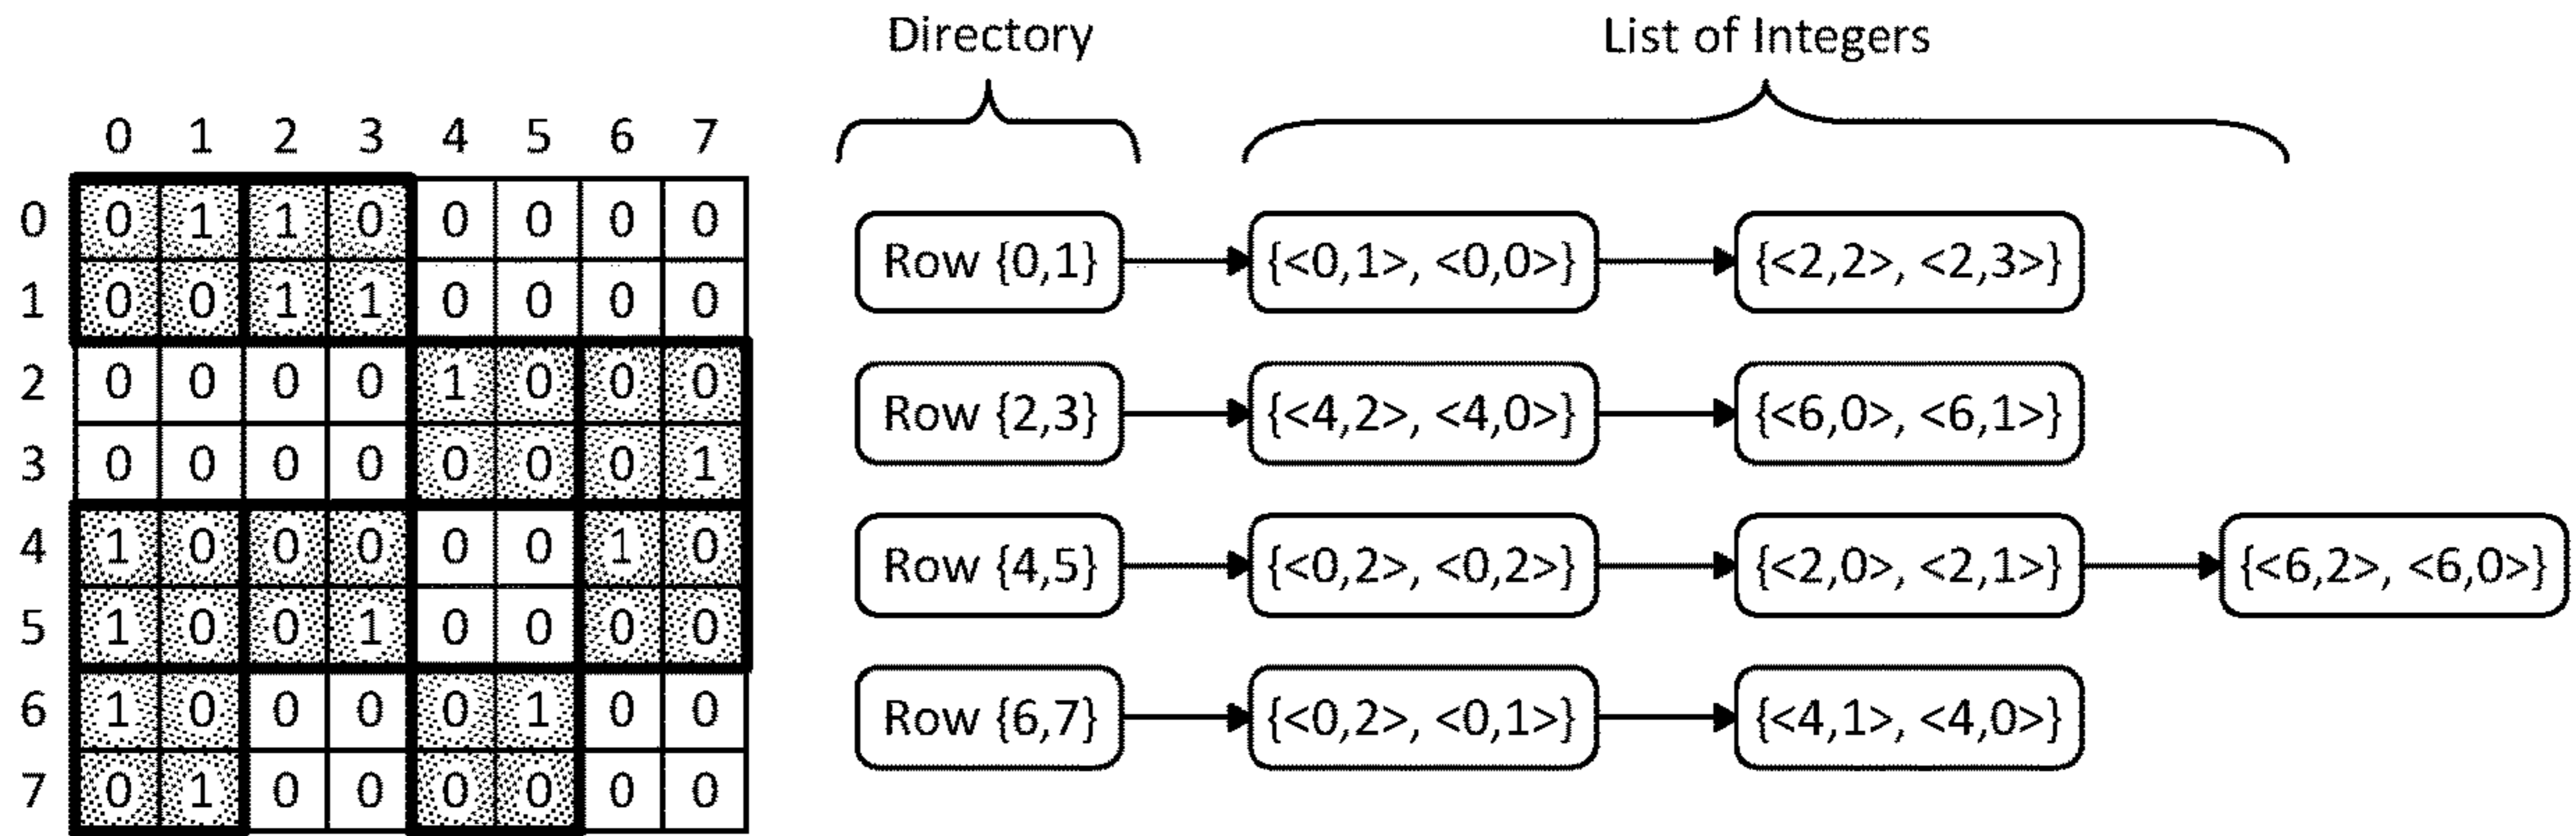 Directory List of Integers
0 1 2 3 4 5 6 7
0 0 1 1 0 0 0 0 0
1 0 0 1 1 0 0 0 0
2 0 0 0 0 1 0 0 0
3 0 0 0 0 0 0 0 1
4 1 0 0 0 0 0 1 0
5 1 0 0 1 0 0 0 0
6 1 0 0 0 0 1 0 0
7 0 1 0 0 0 0 0 0
Row {0,1} {<0,1>, <0,0>} {<2,2>, <2,3>}
Row {2,3} {<4,2>, <4,0>} {<6,0>, <6,1>}
Row {4,5} {<0,2>, <0,2>} {<2,0>, <2,1>} {<6,2>, <6,0>}
Row {6,7} {<0,2>, <0,1>} {<4,1>, <4,0>}